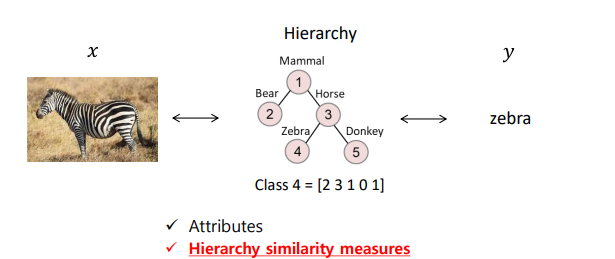 Hierarchy
x
Mammal
y
1
Bear
Horse
2
3
zebra
Zebra
Donkey
4
5
Class 4 = [2 3 1 0 1]
✓ Attributes
✓ Hierarchy similarity measures